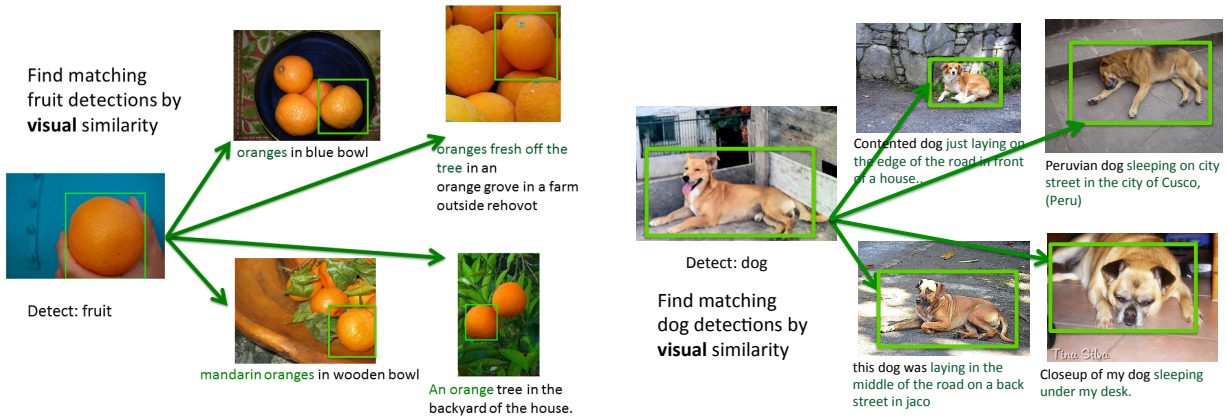 Find matching
fruit detections by
visual similarity
oranges in blue bowl
oranges fresh off the
tree in an
orange grove in a farm
outside rehovot
Detect: fruit
mandarin oranges in wooden bowl
An orange tree in the
backyard of the house.
Contented dog just laying on
the edge of the road in front
of a house..
Peruvian dog sleeping on city
street in the city of Cusco,
(Peru)
Detect: dog
Find matching
dog detections by
visual similarity
this dog was laying in the
middle of the road on a back
street in jaco
Tina Silva
Closeup of my dog sleeping
under my desk.